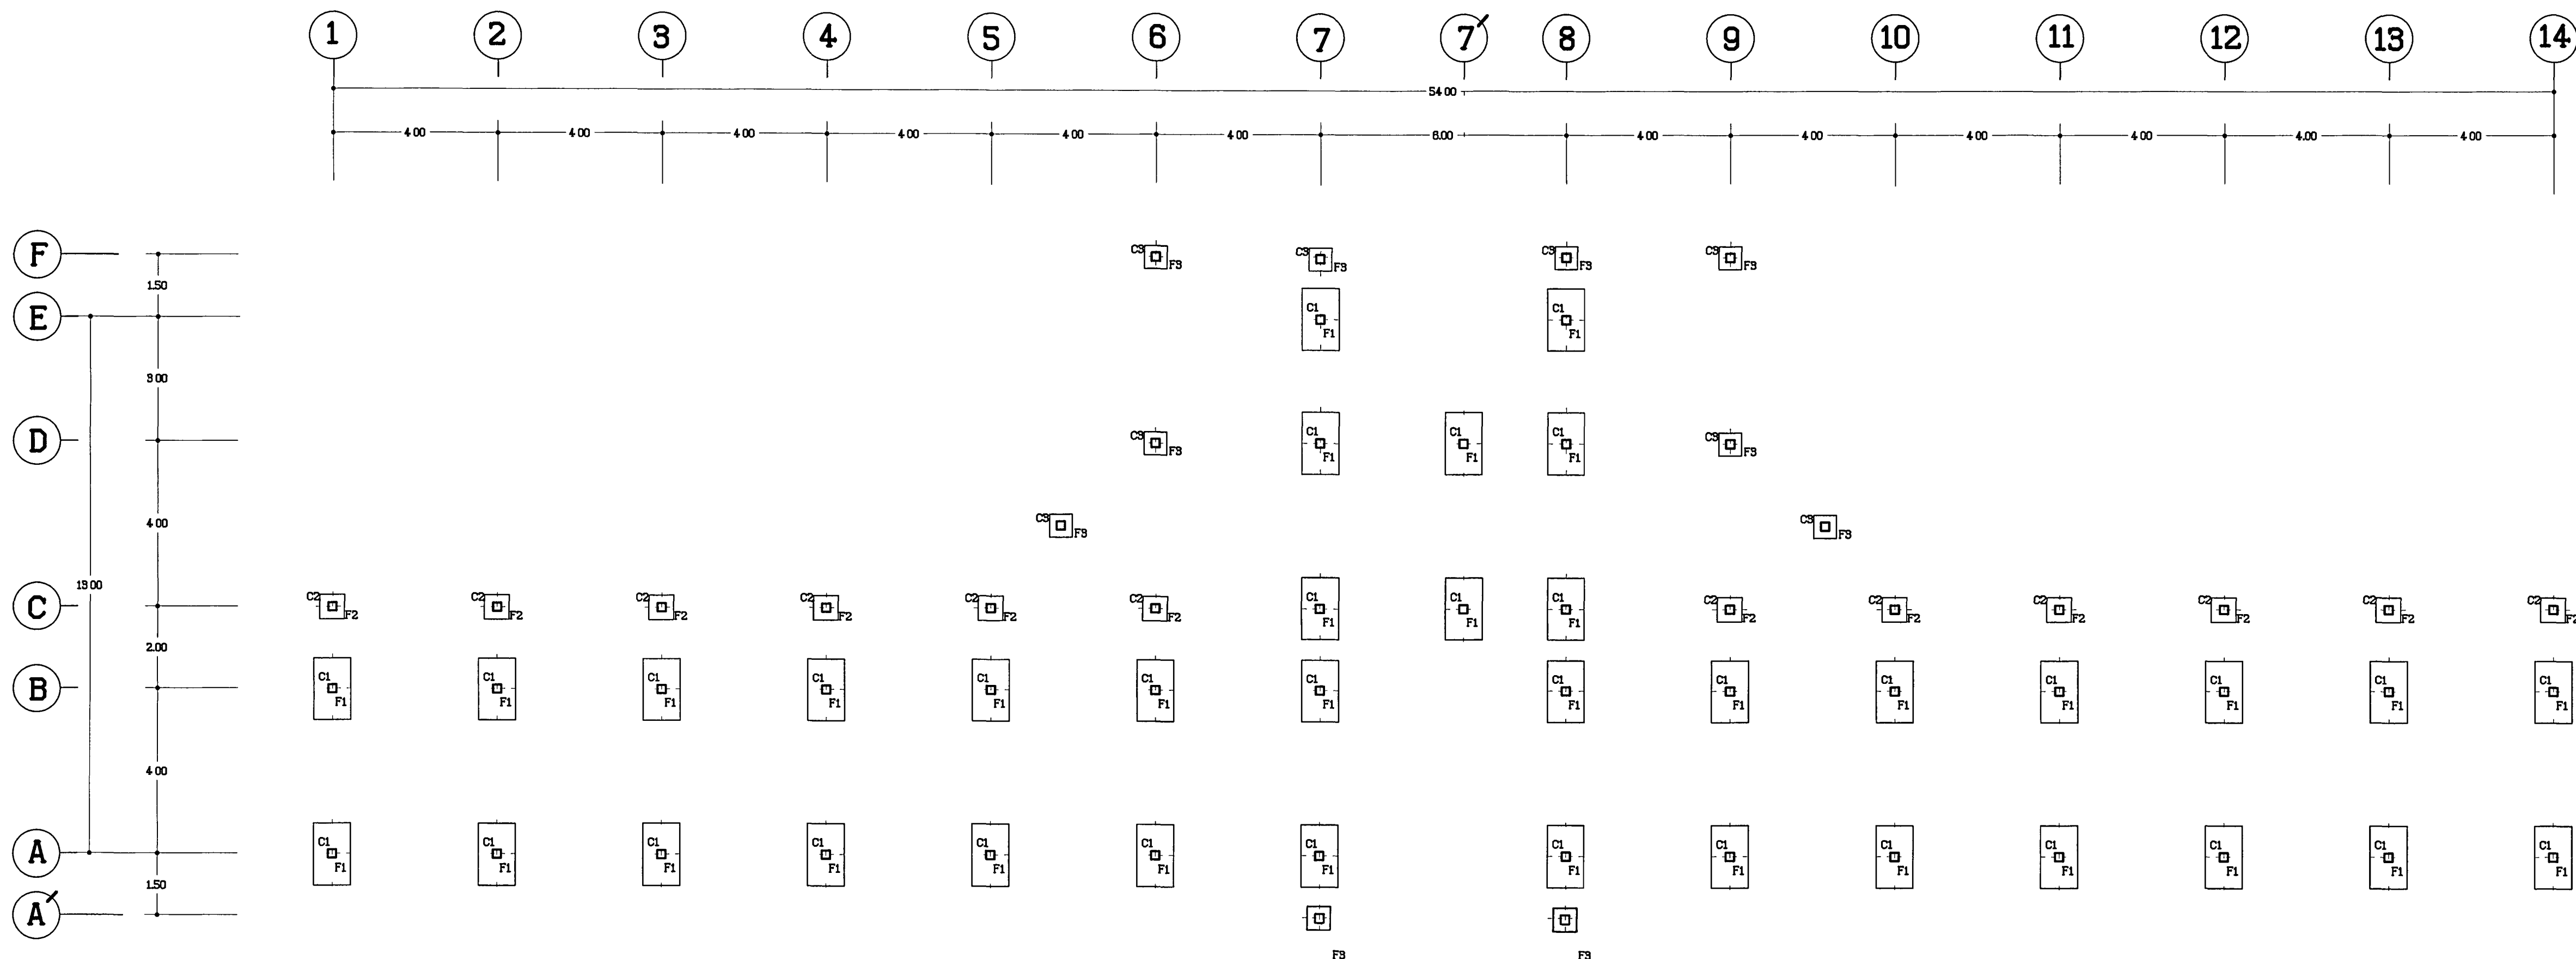 1 2 3 4 5 6 7 7′ 8 9 10 11 12 13 14
54 00
4 00 4 00 4 00 4 00 4 00 4 00 6.00 4 00 4 00 4 00 4 00 4.00 4 00
F C3 F3 C3 F3 C3 F3 C3 F3
1.50
E C1 F1 C1 F1
3 00
D C3 F3 C1 F1 C1 F1 C1 F1 C3 F3
4 00 C3 F3 C3 F3
13 00
C C2 F2 C2 F2 C2 F2 C2 F2 C2 F2 C2 F2 C1 F1 C1 F1 C1 F1 C2 F2 C2 F2 C2 F2 C2 F2 C2 F2 C2 F2
2.00
B C1 F1 C1 F1 C1 F1 C1 F1 C1 F1 C1 F1 C1 F1 C1 F1 C1 F1 C1 F1 C1 F1 C1 F1 C1 F1 C1 F1
4 00
A C1 F1 C1 F1 C1 F1 C1 F1 C1 F1 C1 F1 C1 F1 C1 F1 C1 F1 C1 F1 C1 F1 C1 F1 C1 F1 C1 F1
1.50
A′
F3 F3